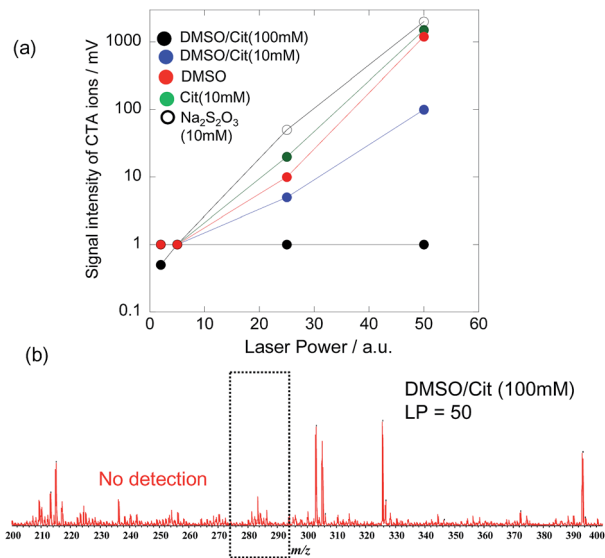 (a)
Signal intensity of CTA ions / mV
1000
100
10
1
0.1
DMSO/Cit(100mM)
DMSO/Cit(10mM)
DMSO
Cit(10mM)
Na₂S₂O₃
(10mM)
0 10 20 30 40 50 60
Laser Power / a.u.
(b)
DMSO/Cit (100mM)
LP = 50
No detection
200 210 220 230 240 250 260 270 280 290 300 310 320 330 340 350 360 370 380 390 400
m/z